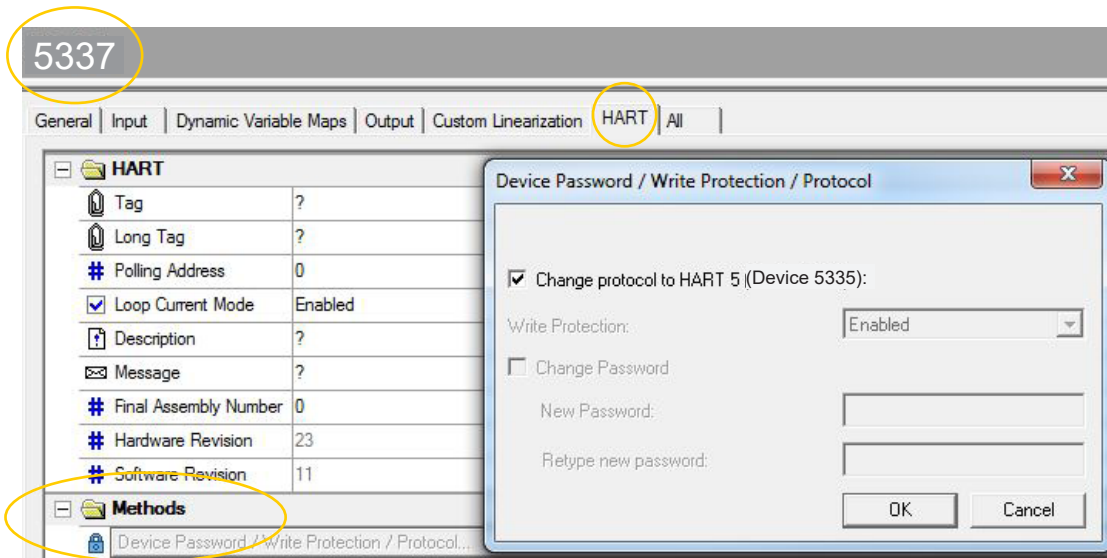 5337
General Input Dynamic Variable Maps Output Custom Linearization HART All
HART
Tag ?
Long Tag ?
Polling Address 0
Loop Current Mode Enabled
Description ?
Message ?
Final Assembly Number 0
Hardware Revision 23
Software Revision 11
Methods
Device Password / Write Protection / Protocol...
Device Password / Write Protection / Protocol
Change protocol to HART 5 (Device 5335):
Write Protection: Enabled
Change Password
New Password:
Retype new password:
OK Cancel